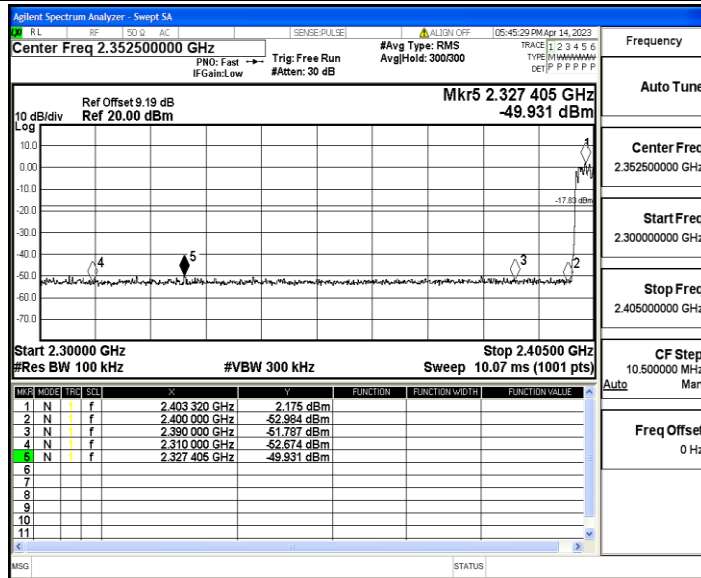 Agilent Spectrum Analyzer - Swept SA
RL RF 50 Ω AC SENSE:PULSE ALIGN OFF 05:45:29 PM Apr 14, 2023
Center Freq 2.352500000 GHz
#Avg Type: RMS
TRACE 1 2 3 4 5 6
PNO: Fast
Trig: Free Run
Avg|Hold: 300/300
TYPE MWWWWW
IFGain:Low
#Atten: 30 dB
DET P P P P P P
Ref Offset 9.19 dB
Mkr5 2.327 405 GHz
10 dB/div
Ref 20.00 dBm
-49.931 dBm
Log
10.0
0.00
-10.0
-20.0
-30.0
-40.0
-50.0
-60.0
-70.0
1
-17.83 dBm
4
5
3
2
Start 2.30000 GHz
Stop 2.40500 GHz
#Res BW 100 kHz
#VBW 300 kHz
Sweep 10.07 ms (1001 pts)
MKR MODE TRC SCL X Y FUNCTION FUNCTION WIDTH FUNCTION VALUE
1 N 1 f 2.403 320 GHz 2.175 dBm
2 N 1 f 2.400 000 GHz -52.984 dBm
3 N 1 f 2.390 000 GHz -51.787 dBm
4 N 1 f 2.310 000 GHz -52.674 dBm
5 N 1 f 2.327 405 GHz -49.931 dBm
6
7
8
9
10
11
MSG
STATUS
Frequency
Auto Tune
Center Freq
2.352500000 GHz
Start Freq
2.300000000 GHz
Stop Freq
2.405000000 GHz
CF Step
10.500000 MHz
Auto Man
Freq Offset
0 Hz